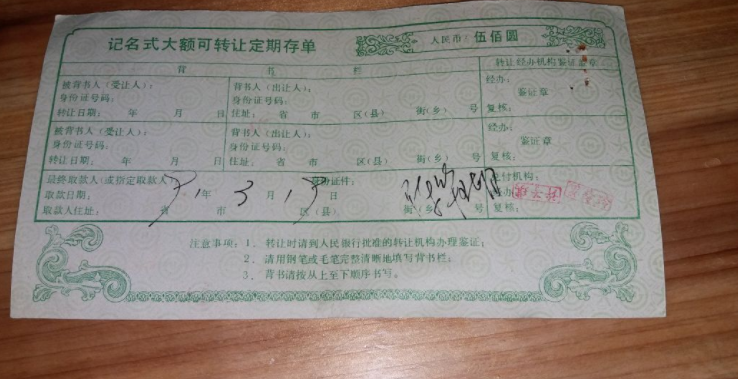 记名式大额可转让定期存单 人民币 伍佰圆
背 书 栏 转让经办机构鉴证签章
被背书人(受让人): 背书人(出让人): 经办:
身份证号码: 身份证号码: 鉴证章
转让日期: 年 月 日 住址: 省 市 区(县) 街(乡) 号 复核:
被背书人(受让人): 背书人(出让人): 经办:
身份证号码: 身份证号码: 鉴证章
转让日期: 年 月 日 住址: 省 市 区(县) 街(乡) 号 复核:
最终取款人(或指定取款人) 身份证件: 兑付机构:
取款日期: 年 3 月 日 经办
取款人住址: 省 市 区(县) 街(乡) 号 复核:
注意事项:1. 转让时请到人民银行批准的转让机构办理鉴证;
2. 请用钢笔或毛笔完整清晰地填写背书栏;
3. 背书请按从上至下顺序书写。